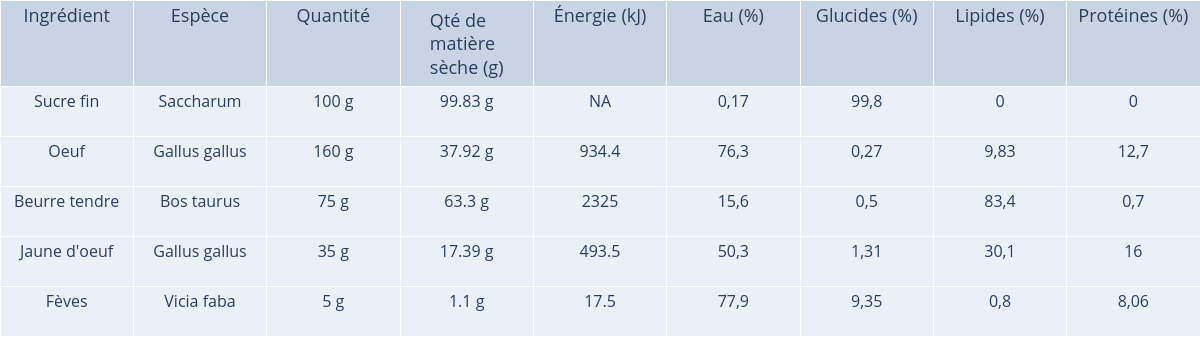 Ingrédient Espèce Quantité Qté de matière sèche (g) Énergie (kJ) Eau (%) Glucides (%) Lipides (%) Protéines (%)
Sucre fin Saccharum 100 g 99.83 g NA 0,17 99,8 0 0
Oeuf Gallus gallus 160 g 37.92 g 934.4 76,3 0,27 9,83 12,7
Beurre tendre Bos taurus 75 g 63.3 g 2325 15,6 0,5 83,4 0,7
Jaune d'oeuf Gallus gallus 35 g 17.39 g 493.5 50,3 1,31 30,1 16
Fèves Vicia faba 5 g 1.1 g 17.5 77,9 9,35 0,8 8,06